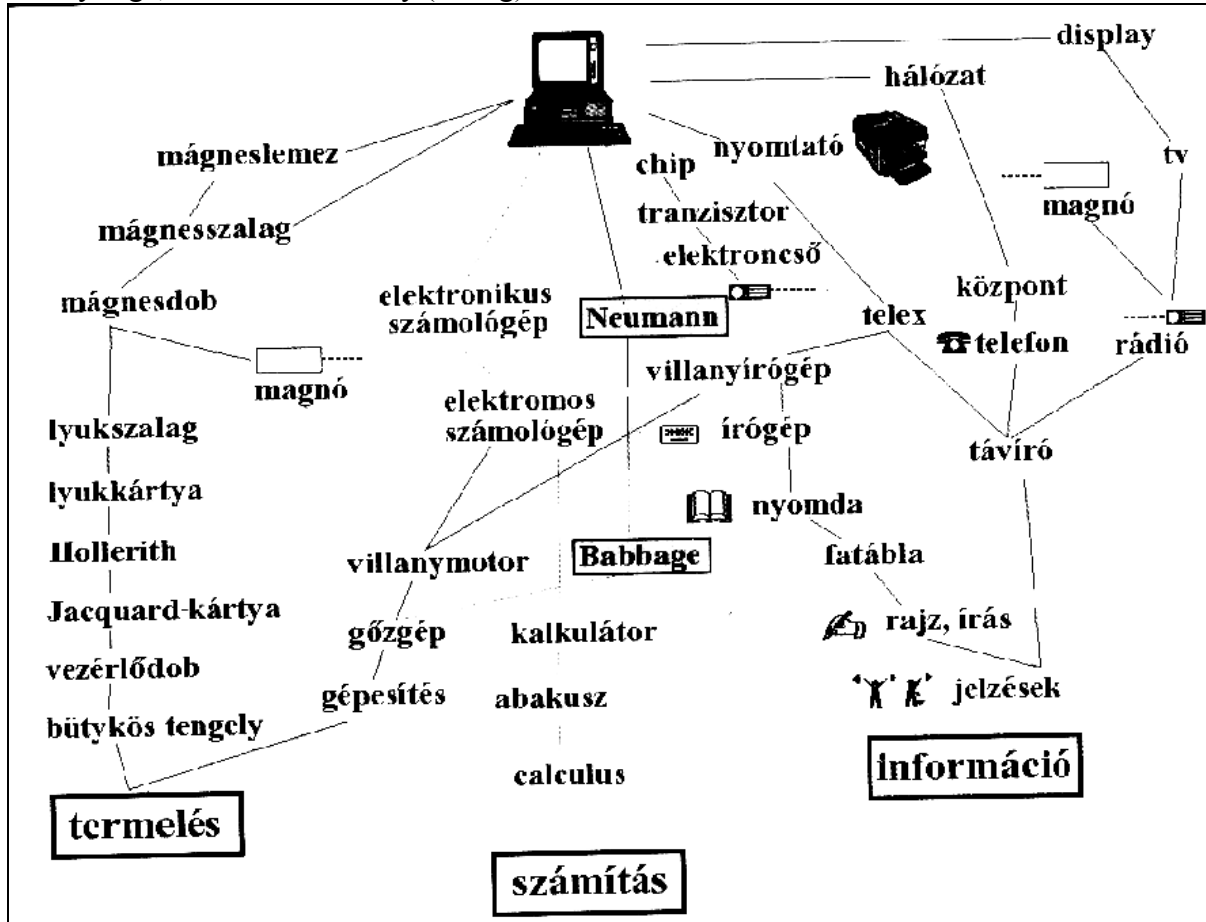 display
hálózat
nyomtató
chip
tv
mágneslemez
magnó
tranzisztor
mágnesszalag
elektroncső
mágnesdob
elektronikus
számológép
Neumann
központ
telex
telefon
rádió
magnó
villanyírógép
elektromos
számológép
írógép
távíró
lyukszalag
lyukkártya
nyomda
Hollerith
villanymotor
Babbage
fatábla
Jacquard-kártya
gőzgép
kalkulátor
rajz, írás
vezérlődob
gépesítés
abakusz
jelzések
bütykös tengely
calculus
információ
termelés
számítás